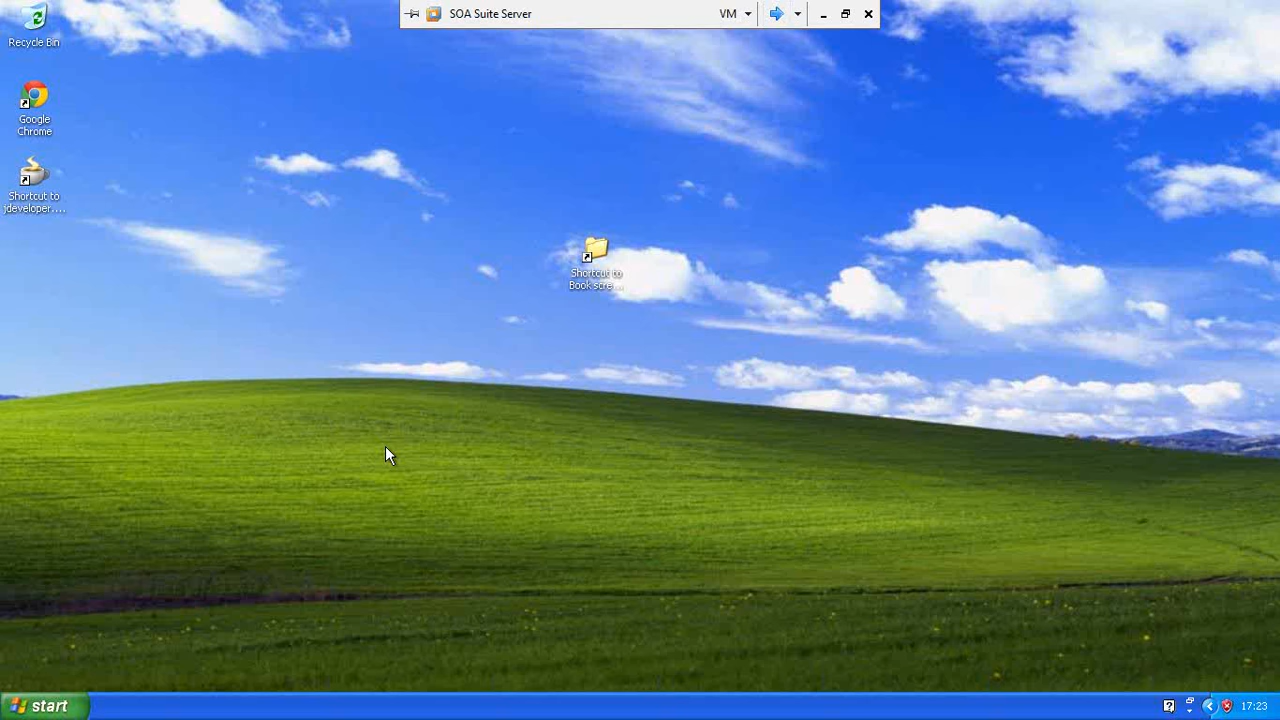 SOA Suite Server
VM
Recycle Bin
Google
Chrome
Shortcut to
jdeveloper....
Shortcut to
Book scre...
start
17:23